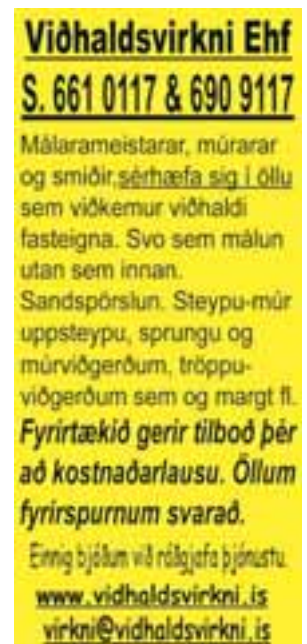 Viðhaldsvirkni Ehf
S. 661 0117 & 690 9117
Málarameistarar, múrarar
og smiðir,sérhæfa sig í öllu
sem viðkemur viðhaldi
fasteigna. Svo sem málun
utan sem innan.
Sandspörslun. Steypu-múr
uppsteypu, sprungu og
múrviðgerðum, tröppu-
viðgerðum sem og margt fl.
Fyrirtækið gerir tilboð þér
að kostnaðarlausu. Öllum
fyrirspurnum svarað.
Einnig bjóðum við ráðgjafa þjónustu.
www.vidhaldsvirkni.is
virkni@vidhaldsvirkni.is